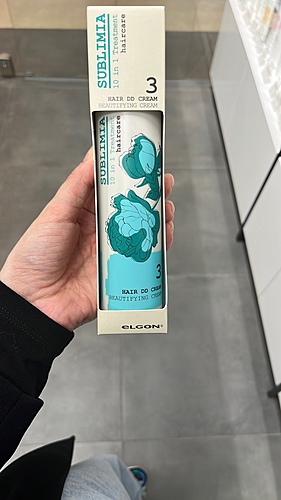 SUBLIMIA
10 in 1 Treatment
haircare
3
HAIR DD CREAM
BEAUTIFYING CREAM
SUBLIMIA
10 in 1 Treatment
haircare
3
HAIR DD CREAM
BEAUTIFYING CREAM
eLGON®